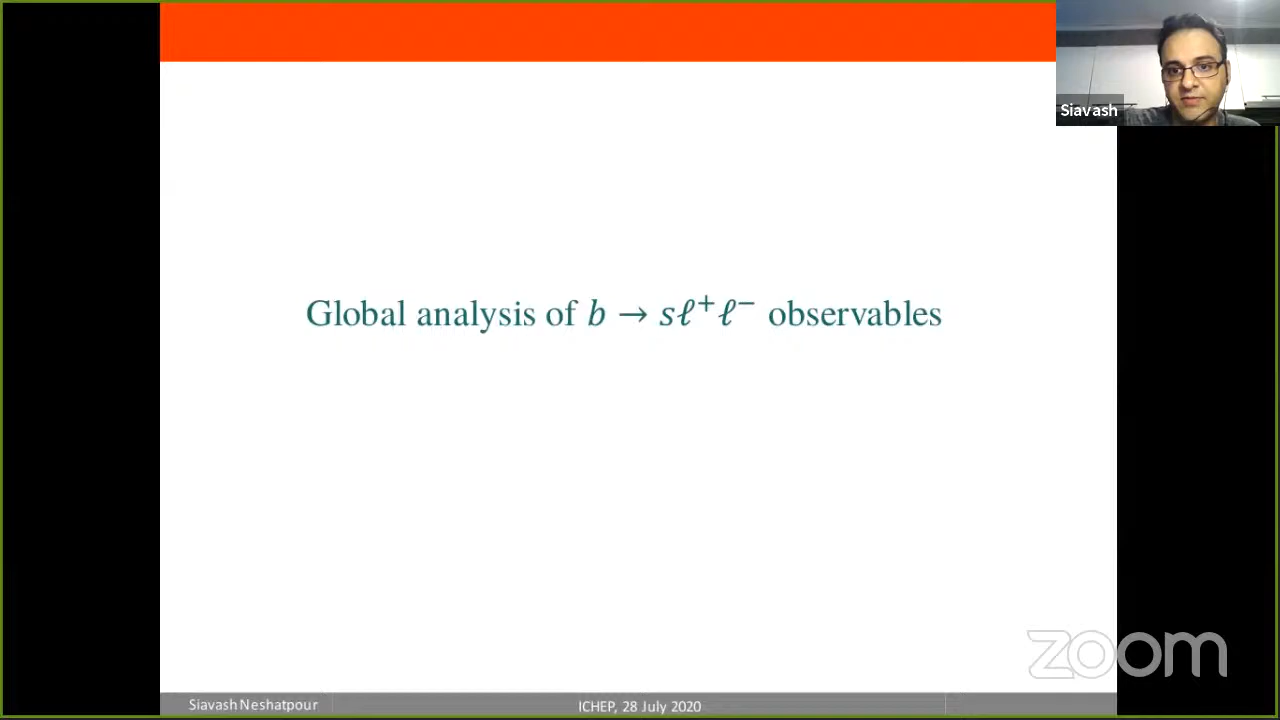 Siavash
Global analysis of b → sℓ⁺ℓ⁻ observables
zoom
Siavash Neshatpour
ICHEP, 28 July 2020